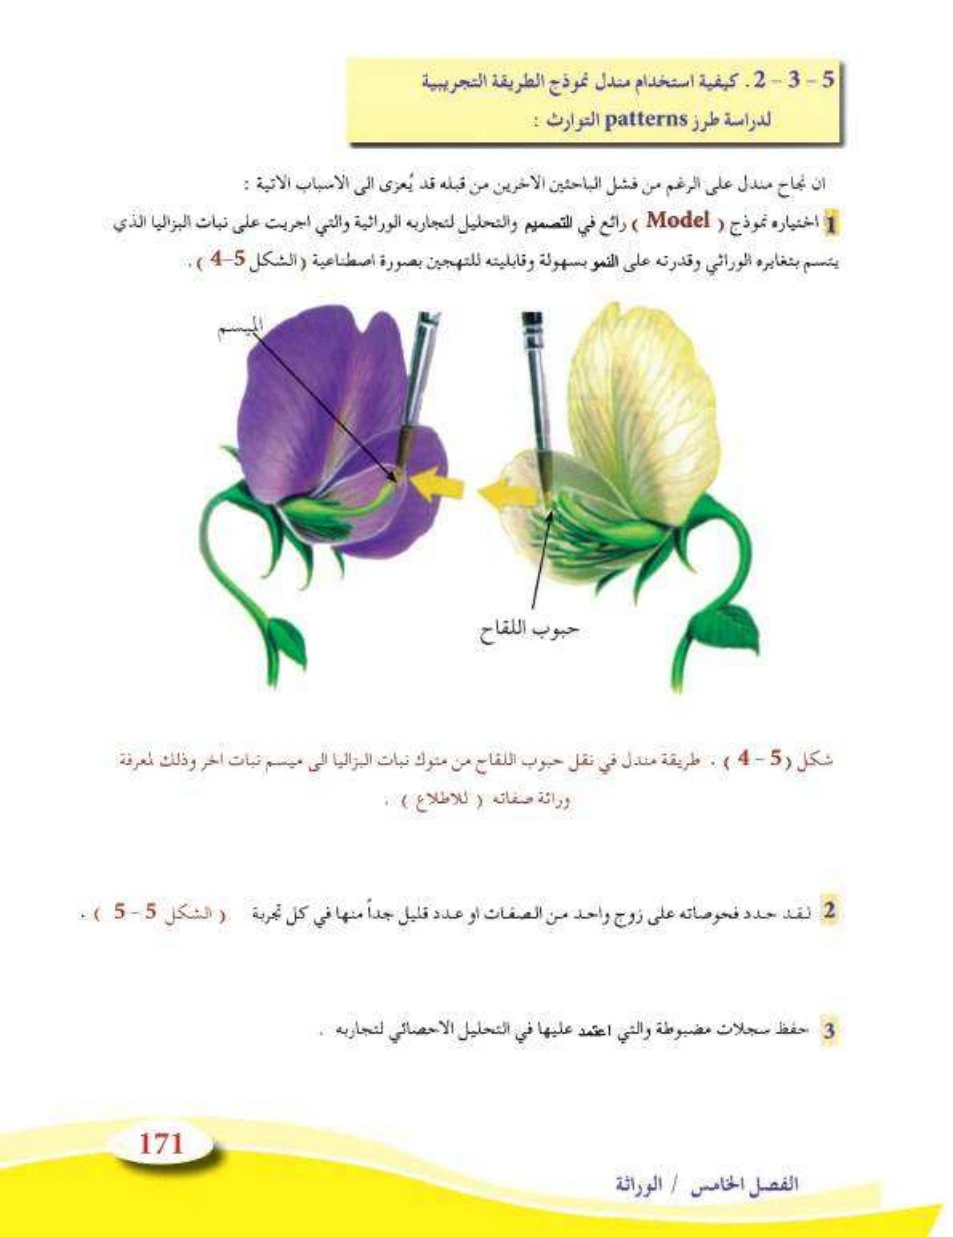 5 - 3 - 2 . كيفية استخدام مندل نموذج الطريقة التجريبية
لدراسة طرز patterns التوارث :
ان نجاح مندل على الرغم من فشل الباحثين الاخرين من قبله قد يُعزى الى الاسباب الاتية :
1 اختياره نموذج ( Model ) رائع في التصميم والتحليل لتجاربه الوراثية والتي اجريت على نبات البزاليا الذي
يتسم بتغايره الوراثي وقدرته على النمو بسهولة وقابليته للتهجين بصورة اصطناعية ( الشكل 5-4 ) .
الميسم
حبوب اللقاح
شكل ( 5 - 4 ) . طريقة مندل في نقل حبوب اللقاح من متوك نبات البزاليا الى ميسم نبات اخر وذلك لمعرفة
وراثة صفاته ( للاطلاع ) .
2 لقد حدد فحوصاته على زوج واحد من الصفات او عدد قليل جداً منها في كل تجربة ( الشكل 5 - 5 ) .
3 حفظ سجلات مضبوطة والتي اعتمد عليها في التحليل الاحصائي لتجاربه .
171
الفصل الخامس / الوراثة